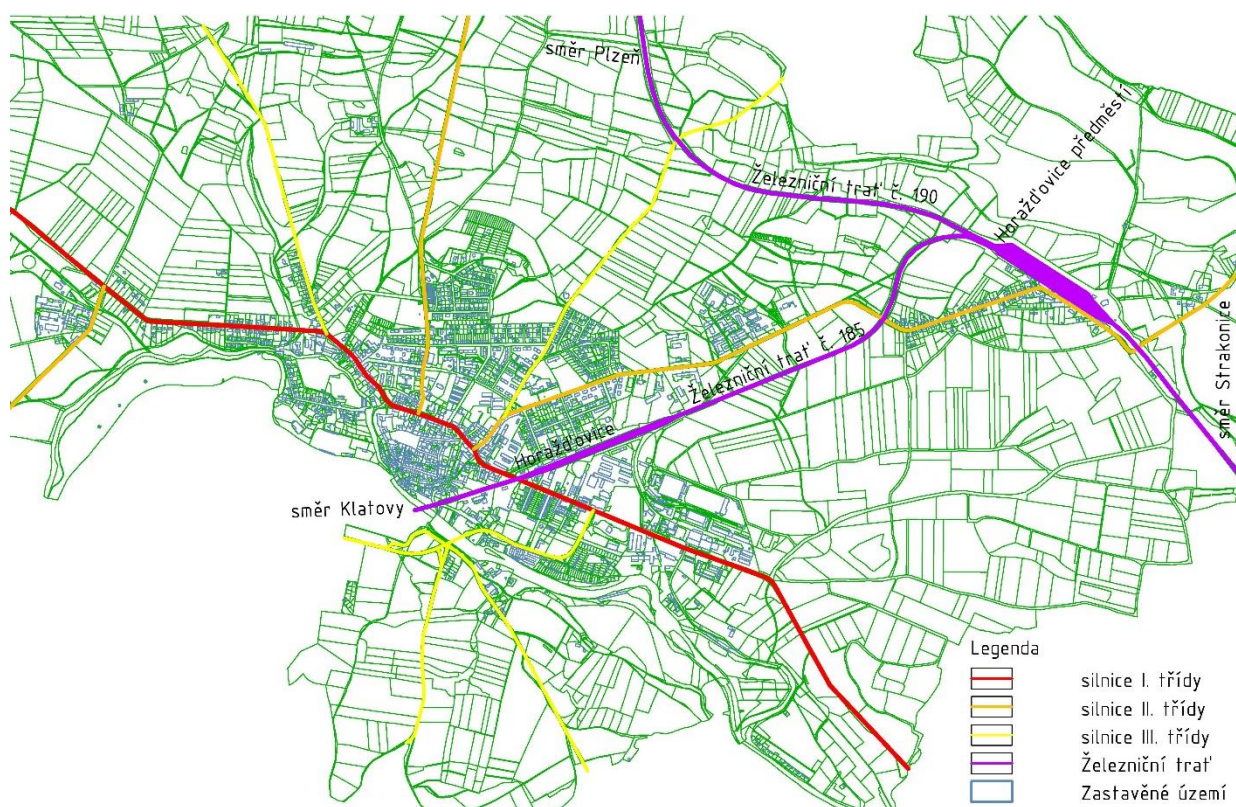 směr Plzeň
Železniční trať č. 190
Horažďovice předměstí
směr Strakonice
Železniční trať č. 185
Horažďovice
směr Klatovy
Legenda
silnice I. třídy
silnice II. třídy
silnice III. třídy
Železniční trať
Zastavěné území